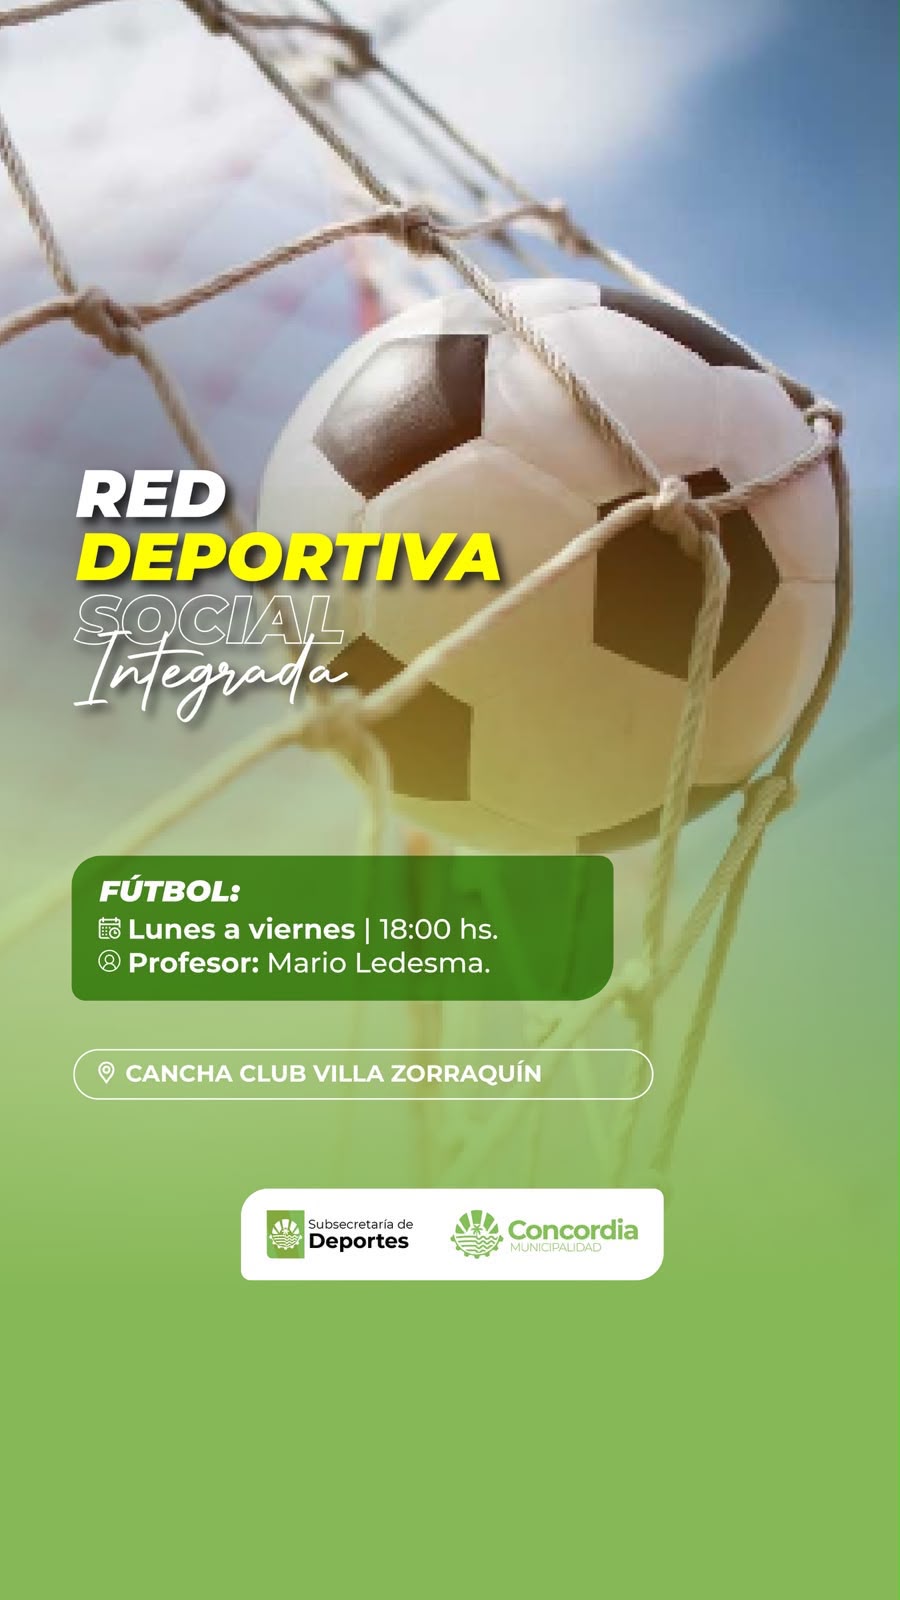 RED
DEPORTIVA
SOCIAL
Integrada
FÚTBOL:
Lunes a viernes | 18:00 hs.
Profesor: Mario Ledesma.
CANCHA CLUB VILLA ZORRAQUÍN
Subsecretaría de
Deportes
Concordia
MUNICIPALIDAD